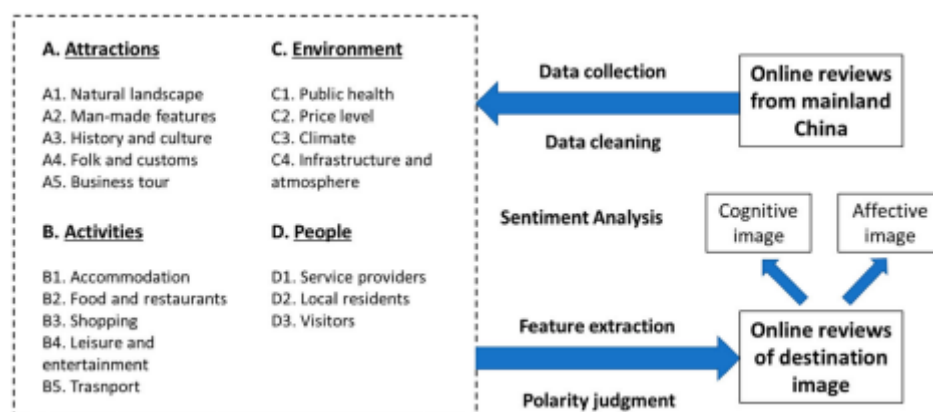 A. Attractions
A1. Natural landscape
A2. Man-made features
A3. History and culture
A4. Folk and customs
A5. Business tour
B. Activities
B1. Accommodation
B2. Food and restaurants
B3. Shopping
B4. Leisure and
entertainment
B5. Trasnport
C. Environment
C1. Public health
C2. Price level
C3. Climate
C4. Infrastructure and
atmosphere
D. People
D1. Service providers
D2. Local residents
D3. Visitors
Data collection
Data cleaning
Online reviews
from mainland
China
Sentiment Analysis
Cognitive
image
Affective
image
Feature extraction
Polarity judgment
Online reviews
of destination
image